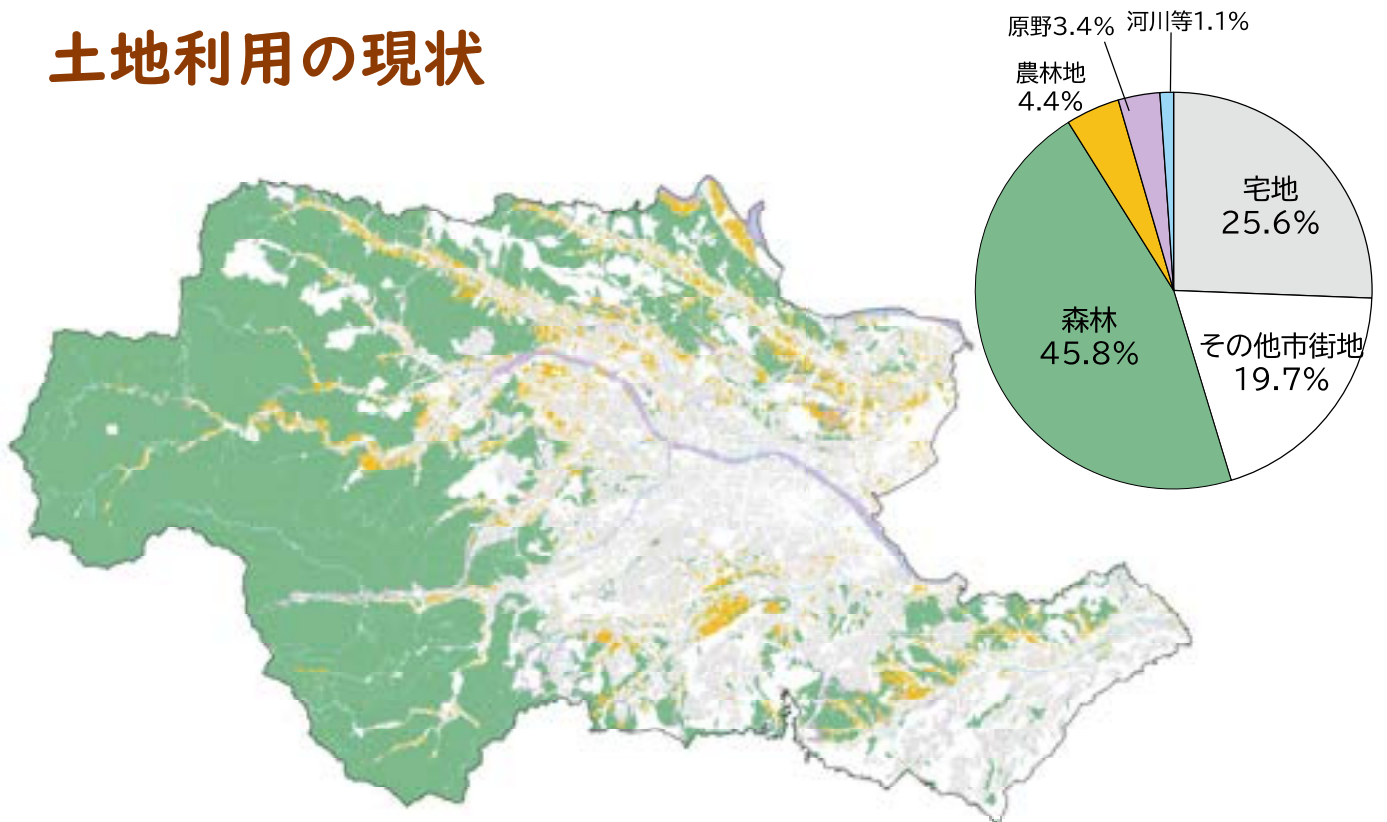 土地利用の現状
原野3.4%
河川等1.1%
農林地
4.4%
宅地
25.6%
森林
45.8%
その他市街地
19.7%